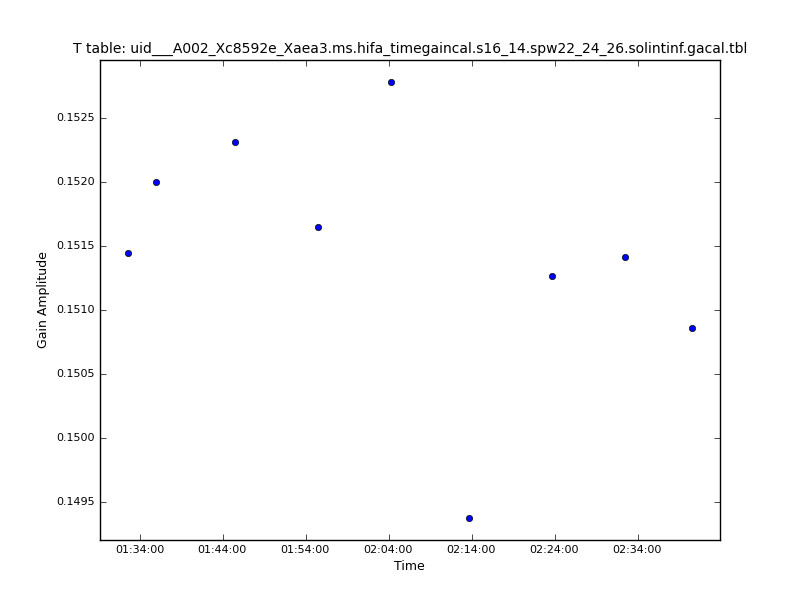 T table: uid___A002_Xc8592e_Xaea3.ms.hifa_timegaincal.s16_14.spw22_24_26.solintinf.gacal.tbl
Gain Amplitude
0.1525
0.1520
0.1515
0.1510
0.1505
0.1500
0.1495
01:34:00 01:44:00 01:54:00 02:04:00 02:14:00 02:24:00 02:34:00
Time